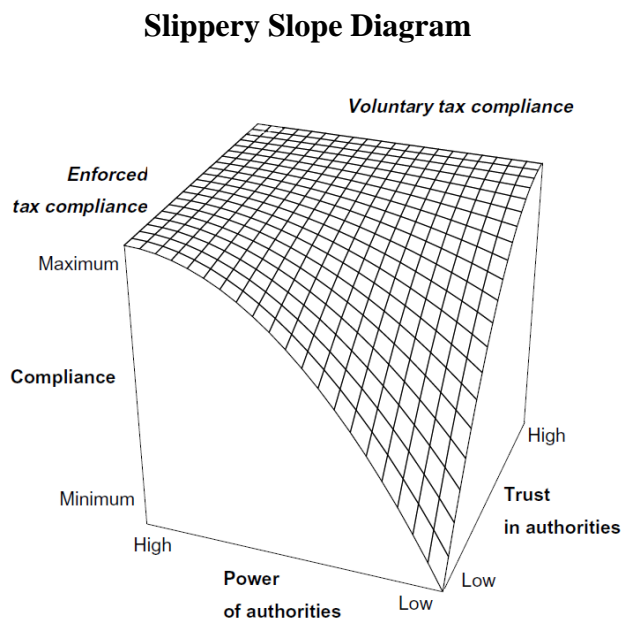 Slippery Slope Diagram
Voluntary tax compliance
Enforced
tax compliance
Maximum
Compliance
Minimum
High
Power
of authorities
Low
Low
Trust
in authorities
High